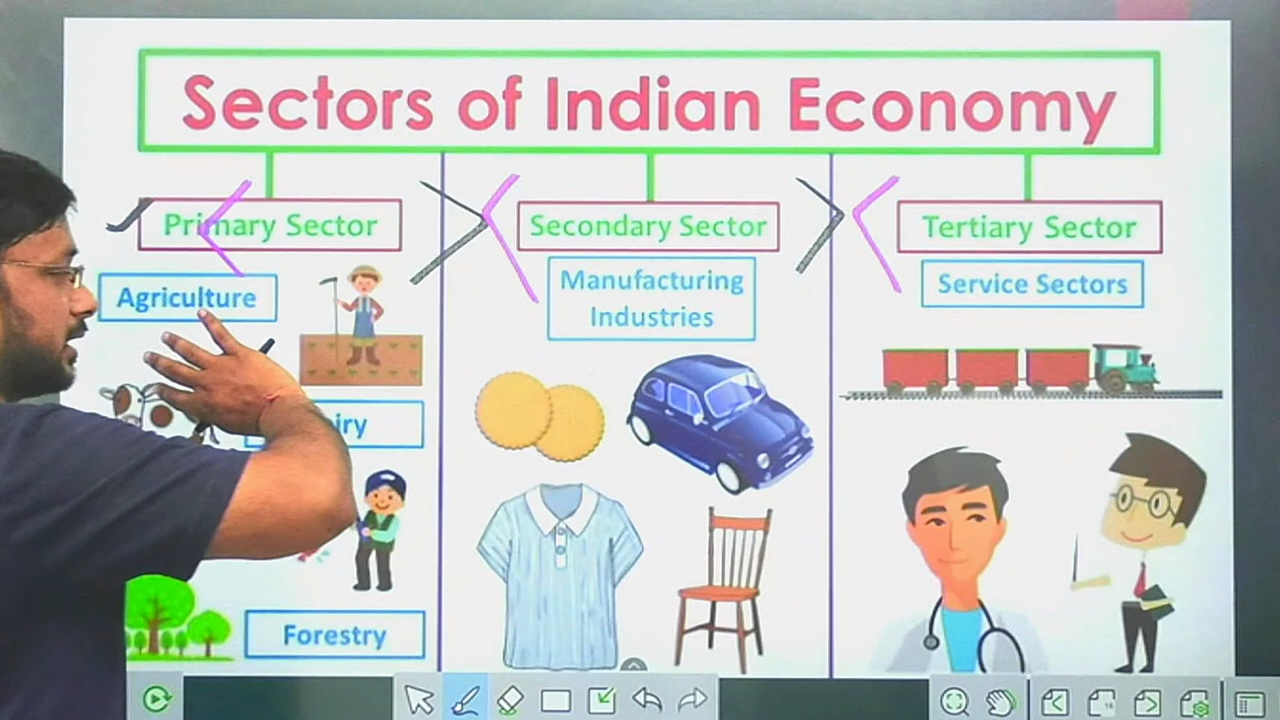 Sectors of Indian Economy
Primary Sector
Secondary Sector
Tertiary Sector
Agriculture
Manufacturing
Industries
Service Sectors
Forestry